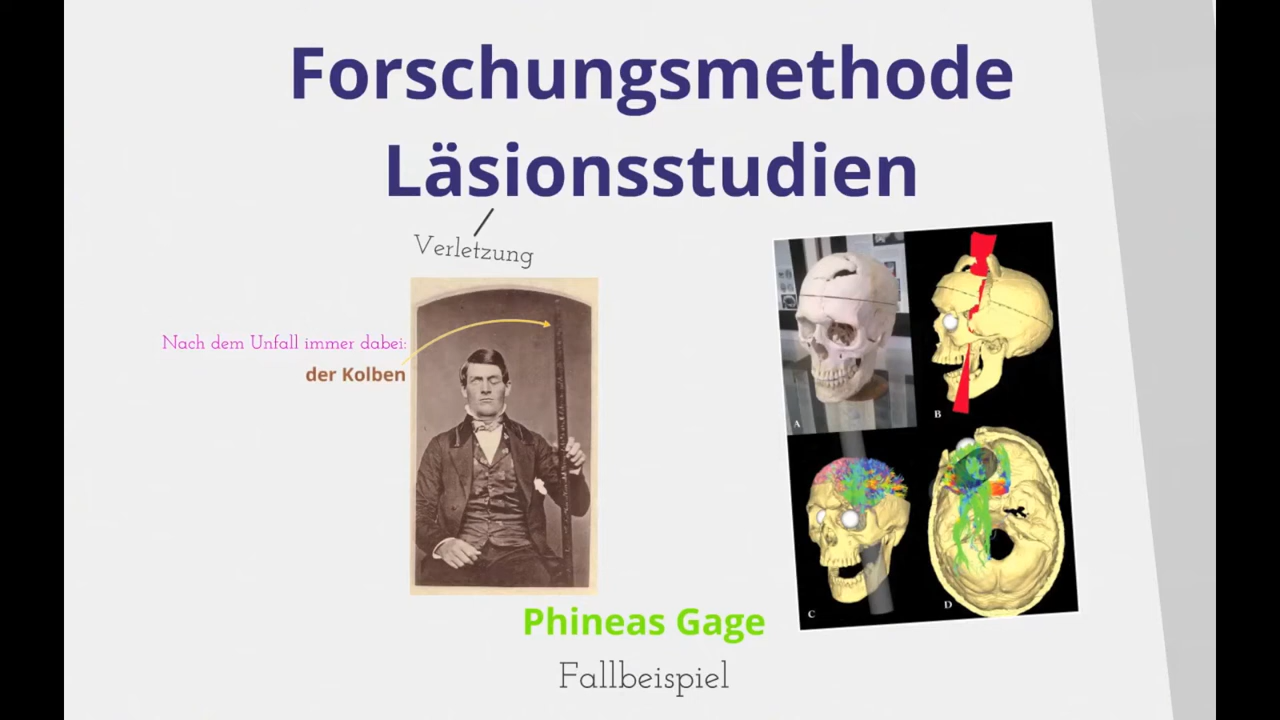 Forschungsmethode
Läsionsstudien
Verletzung
Nach dem Unfall immer dabei:
der Kolben
A
B
C
D
Phineas Gage
Fallbeispiel